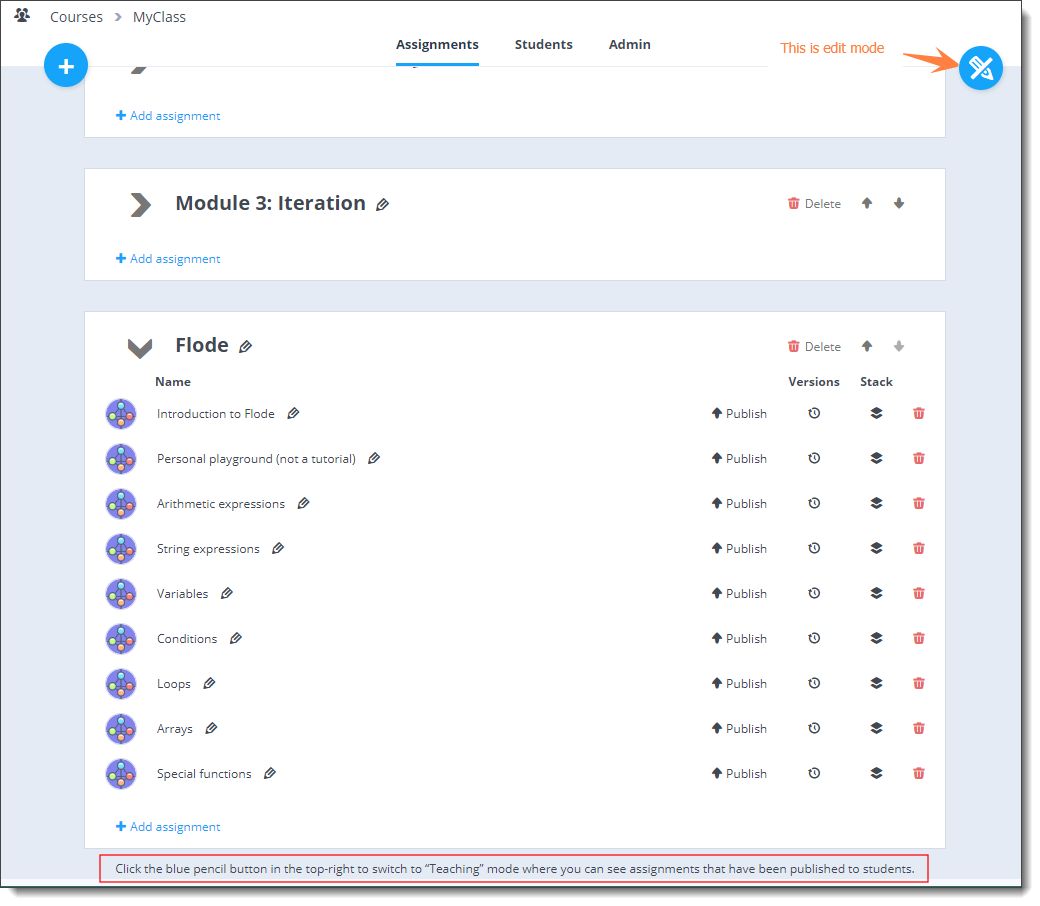 Courses > MyClass
Assignments Students Admin This is edit mode
+ Add assignment
Module 3: Iteration Delete
+ Add assignment
Flode Delete
Name Versions Stack
Introduction to Flode Publish
Personal playground (not a tutorial) Publish
Arithmetic expressions Publish
String expressions Publish
Variables Publish
Conditions Publish
Loops Publish
Arrays Publish
Special functions Publish
+ Add assignment
Click the blue pencil button in the top-right to switch to “Teaching” mode where you can see assignments that have been published to students.